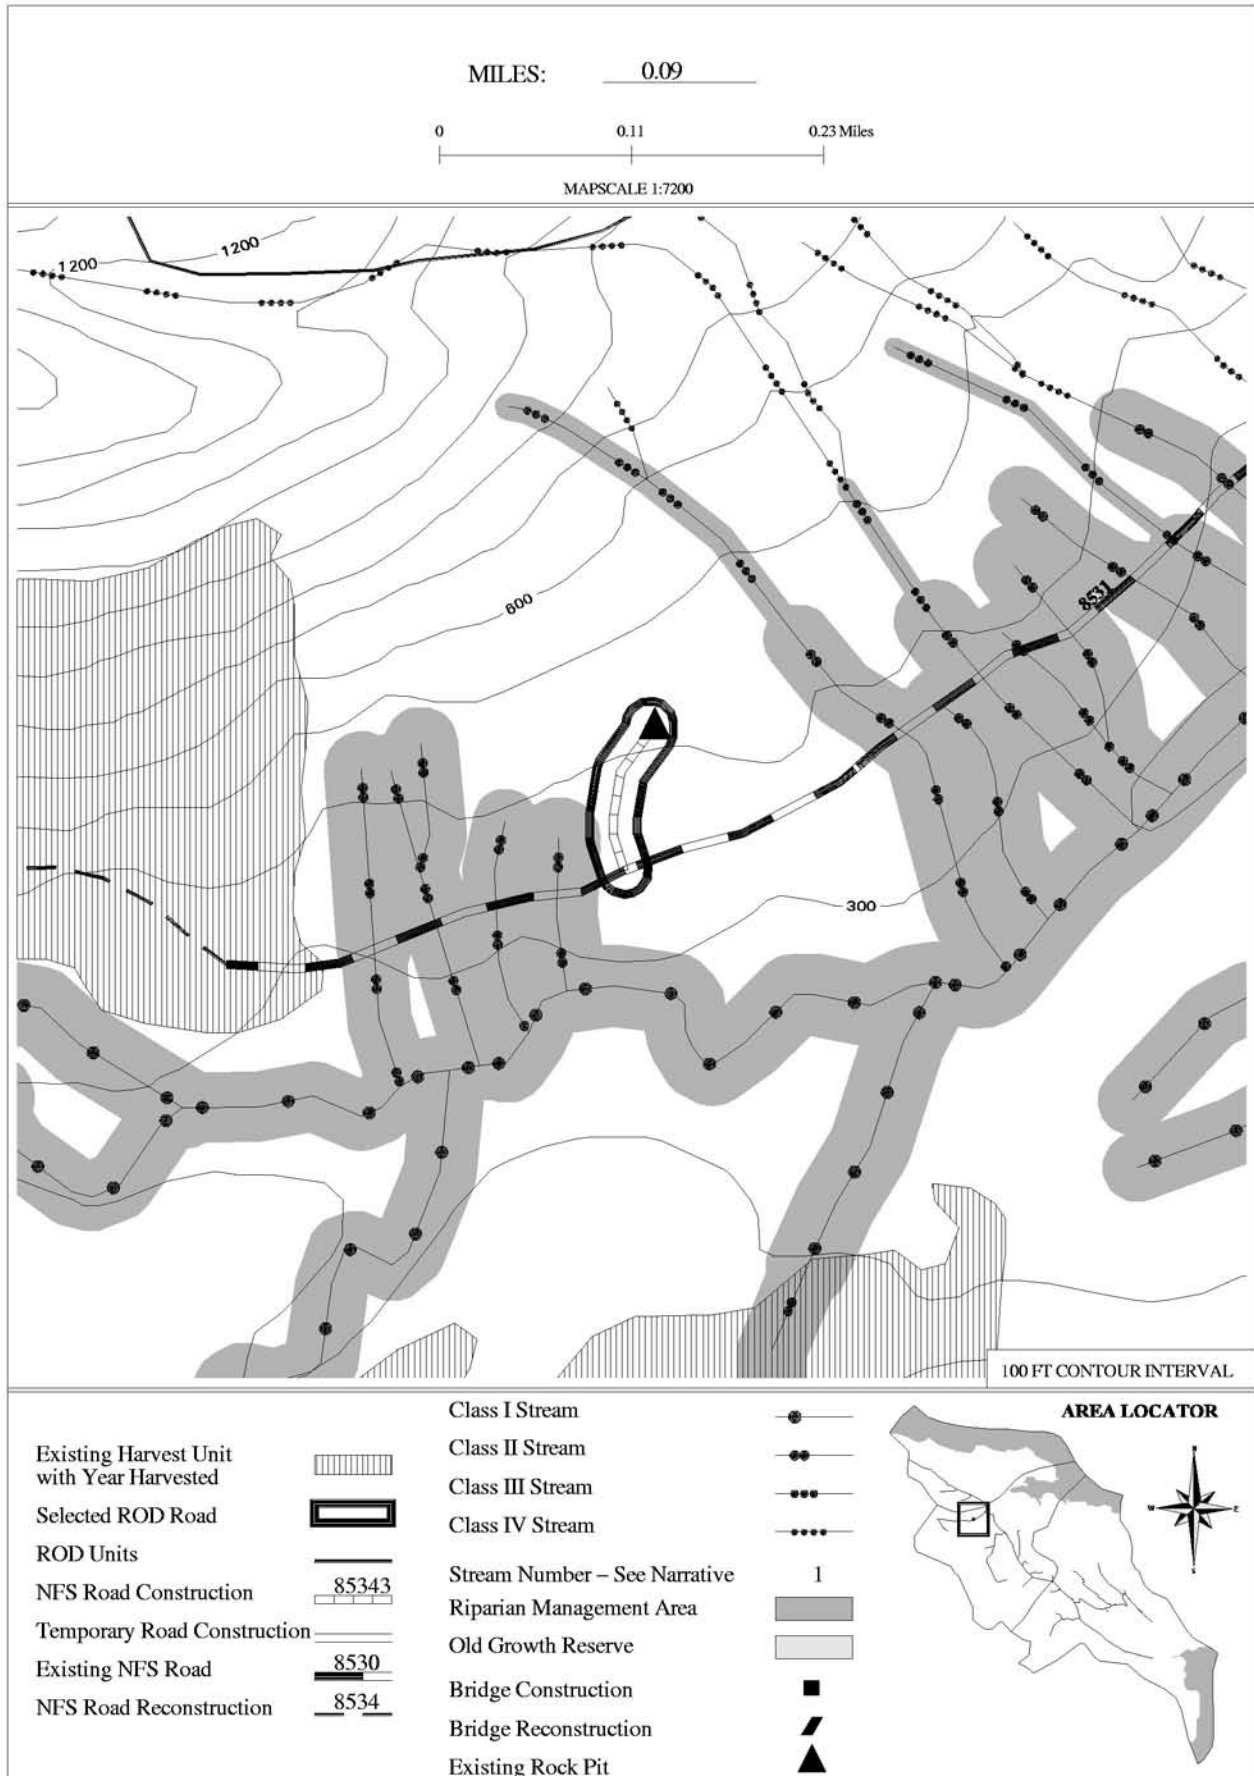 MILES: 0.09
0 0.11 0.23 Miles
MAPSCALE 1:7200
1200
1200
600
8531
300
100 FT CONTOUR INTERVAL
Existing Harvest Unit
with Year Harvested
Selected ROD Road
ROD Units
NFS Road Construction 85343
Temporary Road Construction
Existing NFS Road 8530
NFS Road Reconstruction 8534
Class I Stream
Class II Stream
Class III Stream
Class IV Stream
Stream Number – See Narrative 1
Riparian Management Area
Old Growth Reserve
Bridge Construction
Bridge Reconstruction
Existing Rock Pit
AREA LOCATOR
N
W E
S